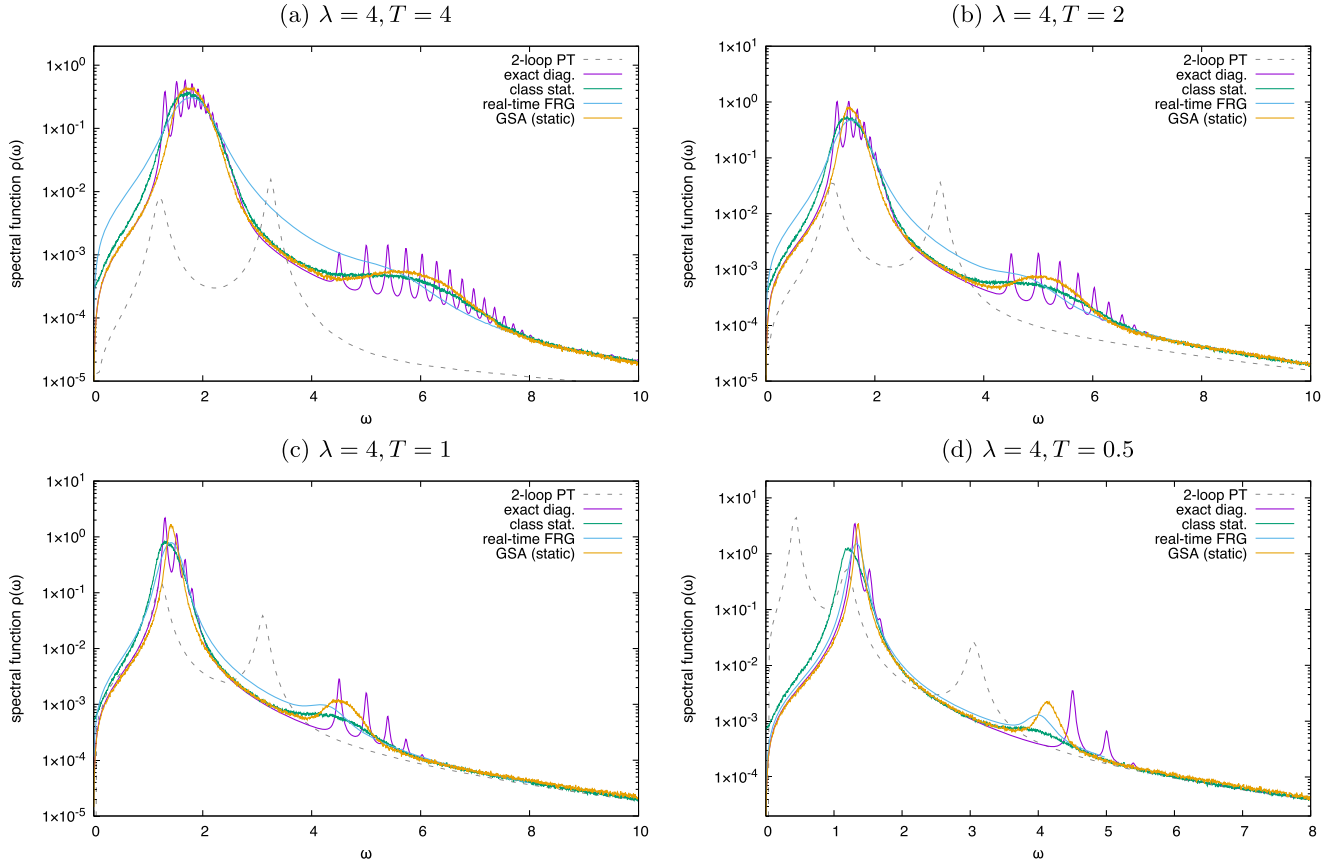 (a) λ = 4, T = 4
1×10⁰
1×10⁻¹
1×10⁻²
1×10⁻³
1×10⁻⁴
1×10⁻⁵
spectral function ρ(ω)
2-loop PT
exact diag.
class stat.
real-time FRG
GSA (static)
0 2 4 6 8 10
ω
(b) λ = 4, T = 2
1×10¹
1×10⁰
1×10⁻¹
1×10⁻²
1×10⁻³
1×10⁻⁴
1×10⁻⁵
spectral function ρ(ω)
2-loop PT
exact diag.
class stat.
real-time FRG
GSA (static)
0 2 4 6 8 10
ω
(c) λ = 4, T = 1
1×10¹
1×10⁰
1×10⁻¹
1×10⁻²
1×10⁻³
1×10⁻⁴
1×10⁻⁵
spectral function ρ(ω)
2-loop PT
exact diag.
class stat.
real-time FRG
GSA (static)
0 2 4 6 8 10
ω
(d) λ = 4, T = 0.5
1×10¹
1×10⁰
1×10⁻¹
1×10⁻²
1×10⁻³
1×10⁻⁴
spectral function ρ(ω)
2-loop PT
exact diag.
class stat.
real-time FRG
GSA (static)
0 1 2 3 4 5 6 7 8
ω